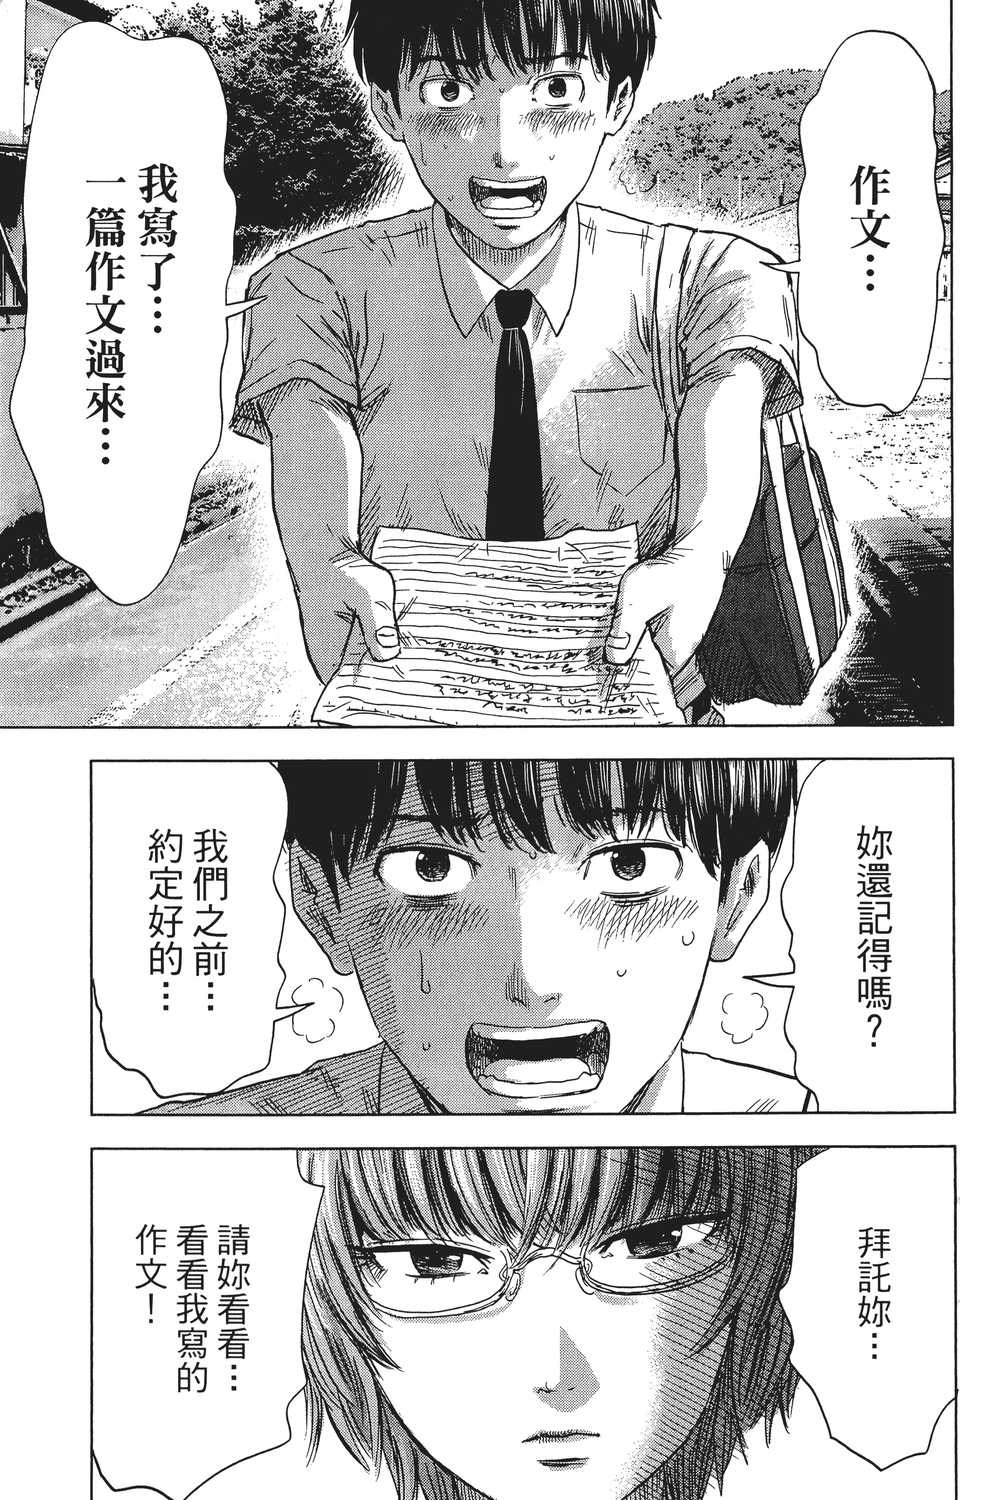 作文…
我寫了…
一篇作文過來…
妳還記得嗎？
我們之前…
約定好的…
拜託妳…
請妳看看…
看看我寫的
作文！